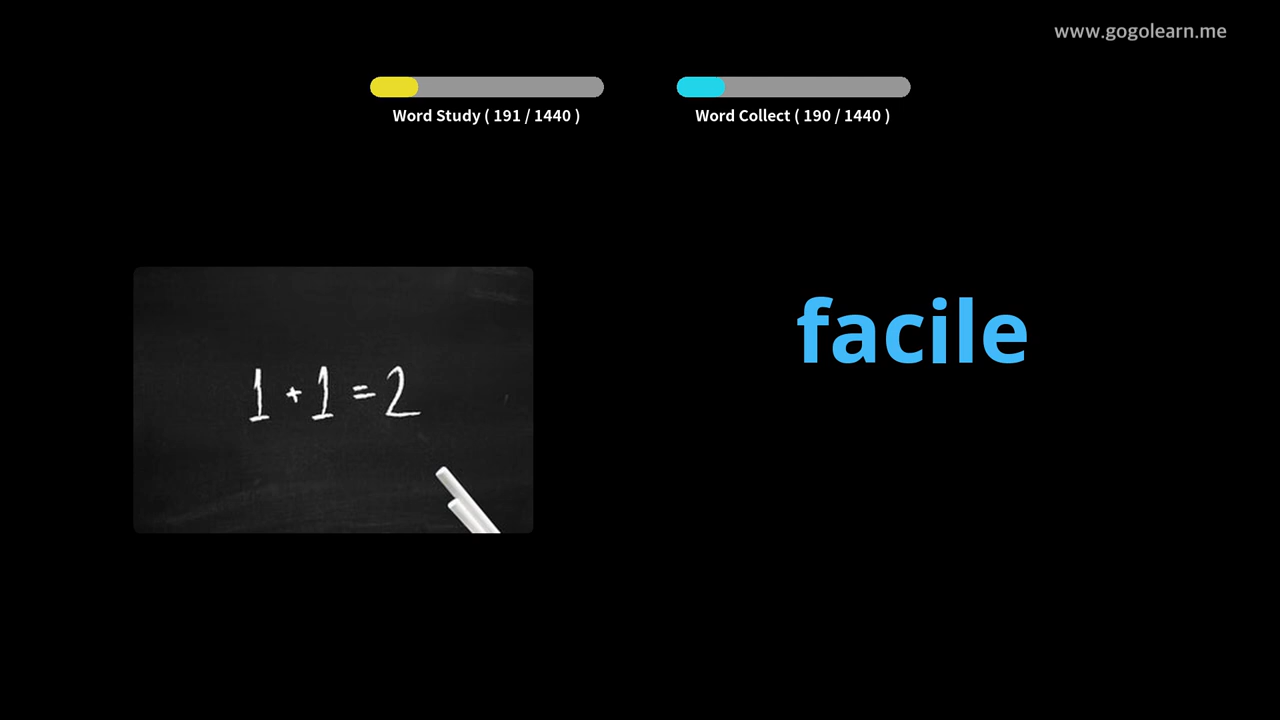 www.gogolearn.me
Word Study ( 191 / 1440 )
Word Collect ( 190 / 1440 )
1 + 1 = 2
facile